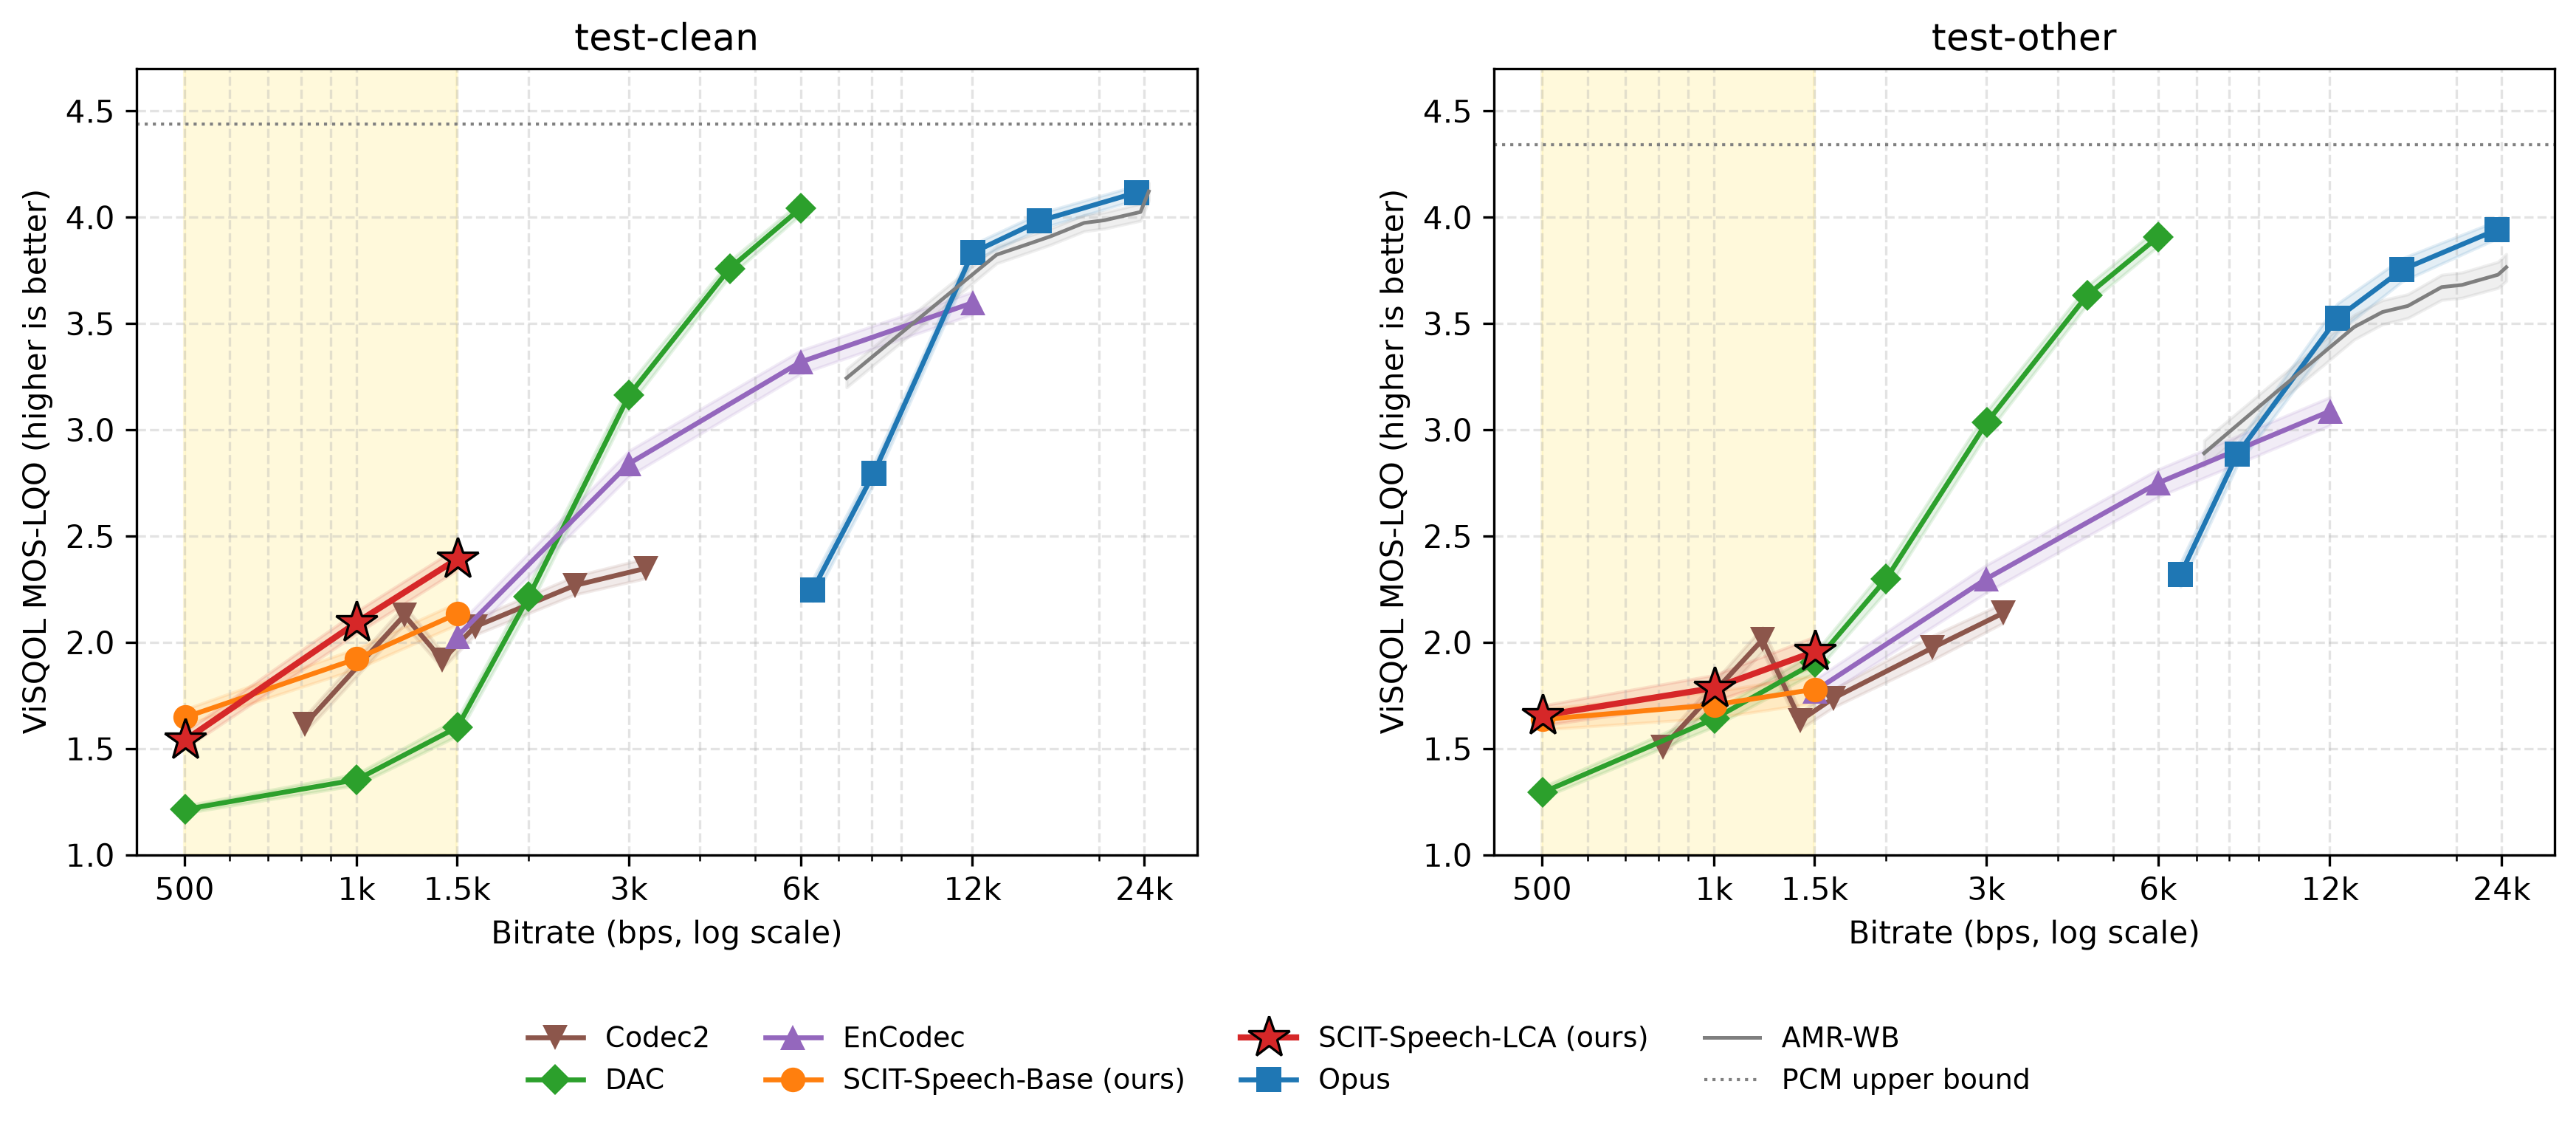 test-clean
ViSQOL MOS-LQO (higher is better)
4.5
4.0
3.5
3.0
2.5
2.0
1.5
1.0
500 1k 1.5k 3k 6k 12k 24k
Bitrate (bps, log scale)
test-other
ViSQOL MOS-LQO (higher is better)
4.5
4.0
3.5
3.0
2.5
2.0
1.5
1.0
500 1k 1.5k 3k 6k 12k 24k
Bitrate (bps, log scale)
Codec2 EnCodec SCIT-Speech-LCA (ours) AMR-WB
DAC SCIT-Speech-Base (ours) Opus PCM upper bound